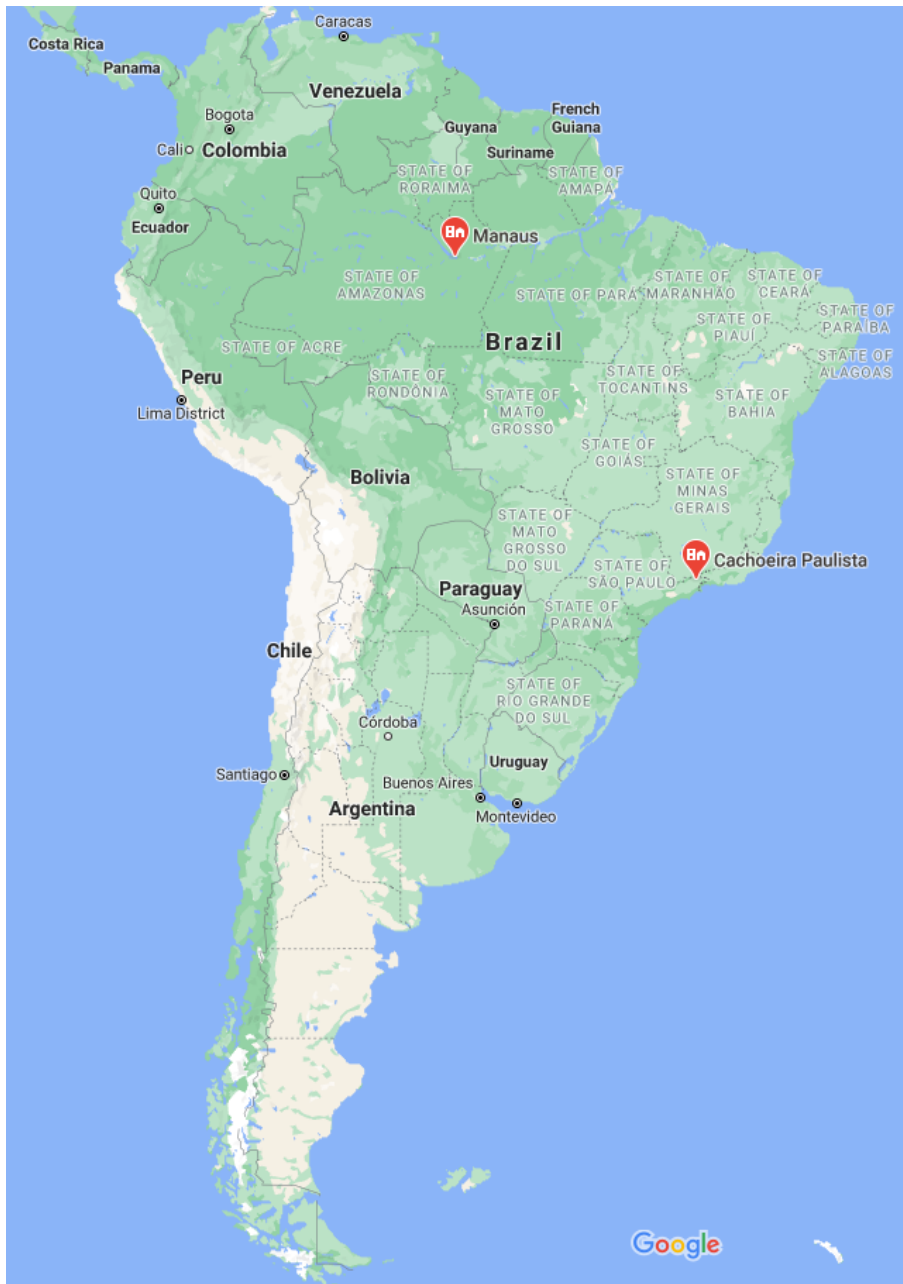 Caracas
Costa Rica
Panama
Venezuela
Bogota
Cali
Colombia
Guyana
French
Guiana
Suriname
STATE OF
RORAIMA
STATE OF
AMAPÁ
Quito
Ecuador
Manaus
STATE OF
AMAZONAS
STATE OF PARÁ
STATE OF
MARANHÃO
STATE OF
CEARÁ
STATE OF
PIAUÍ
STATE OF
PARAÍBA
STATE OF
ALAGOAS
STATE OF ACRE
Brazil
Peru
Lima District
STATE OF
RONDÔNIA
STATE OF
MATO
GROSSO
STATE OF
TOCANTINS
STATE OF
BAHIA
STATE OF
GOIÁS
Bolivia
STATE OF
MINAS
GERAIS
STATE OF
MATO
GROSSO
DO SUL
STATE OF
SÃO PAULO
Cachoeira Paulista
Paraguay
Asunción
STATE OF
PARANÁ
Chile
STATE OF
RIO GRANDE
DO SUL
Córdoba
Santiago
Uruguay
Buenos Aires
Argentina
Montevideo
Google